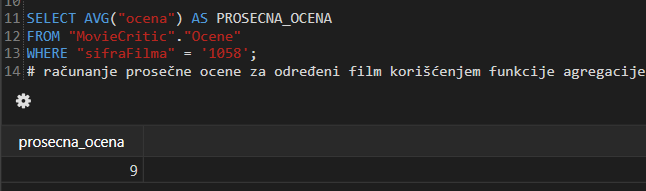 11 SELECT AVG("ocena") AS PROSECNA_OCENA
12 FROM "MovieCritic"."Ocene"
13 WHERE "sifraFilma" = '1058';
14 # računanje prosečne ocene za određeni film korišćenjem funkcije agregacije
prosecna_ocena
9